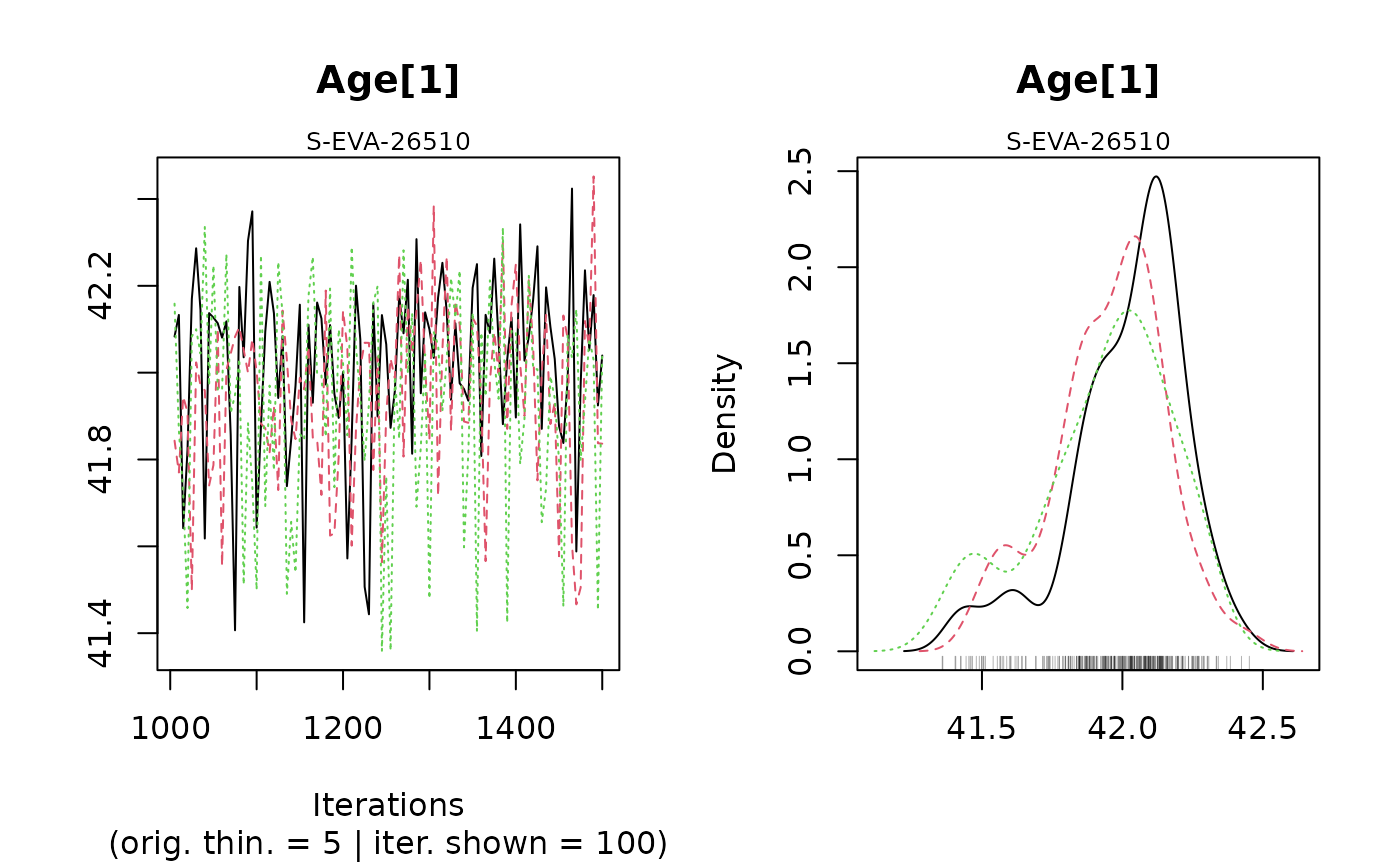 Age[1]
S-EVA-26510
42.2
41.8
41.4
1000 1200 1400
Iterations
(orig. thin. = 5 | iter. shown = 100)
Age[1]
S-EVA-26510
Density
2.5
2.0
1.5
1.0
0.5
0.0
41.5 42.0 42.5